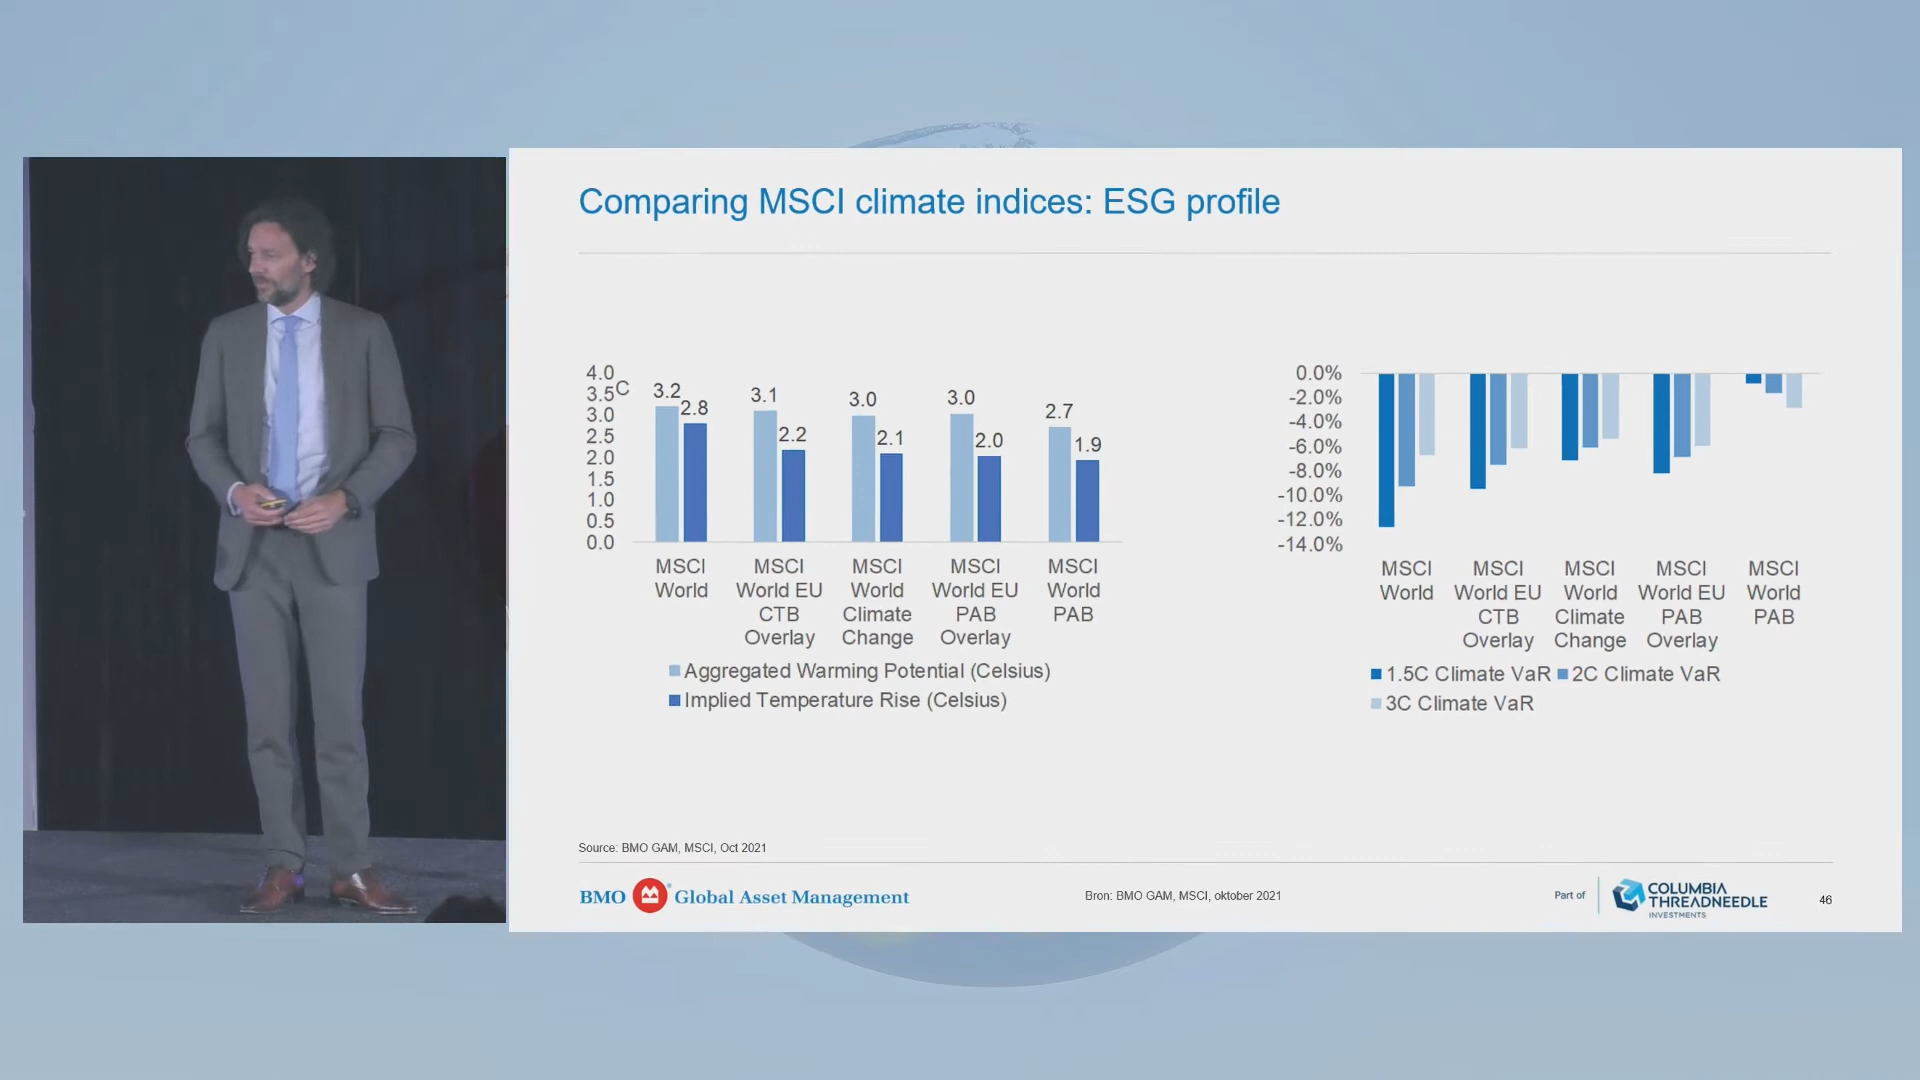 Comparing MSCI climate indices: ESG profile
4.0
3.5
3.0
2.5
2.0
1.5
1.0
0.5
0.0
C
3.2
2.8
3.1
2.2
3.0
2.1
3.0
2.0
2.7
1.9
MSCI
World
MSCI
World EU
CTB
Overlay
MSCI
World
Climate
Change
MSCI
World EU
PAB
Overlay
MSCI
World
PAB
Aggregated Warming Potential (Celsius)
Implied Temperature Rise (Celsius)
0.0%
-2.0%
-4.0%
-6.0%
-8.0%
-10.0%
-12.0%
-14.0%
MSCI
World
MSCI
World EU
CTB
Overlay
MSCI
World
Climate
Change
MSCI
World EU
PAB
Overlay
MSCI
World
PAB
1.5C Climate VaR 2C Climate VaR
3C Climate VaR
Source: BMO GAM, MSCI, Oct 2021
BMO Global Asset Management
Bron: BMO GAM, MSCI, oktober 2021
Part of
COLUMBIA
THREADNEEDLE
INVESTMENTS
46